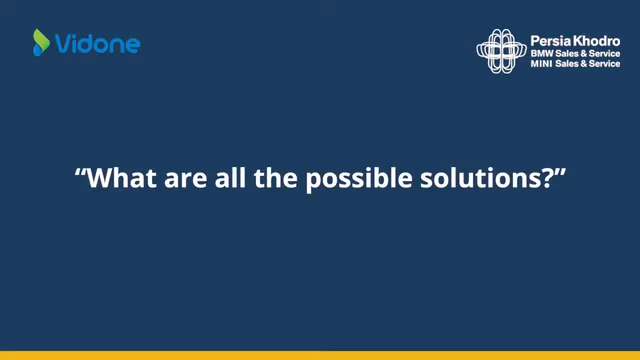 Vidone
Persia Khodro
BMW Sales & Service
MINI Sales & Service
“What are all the possible solutions?”